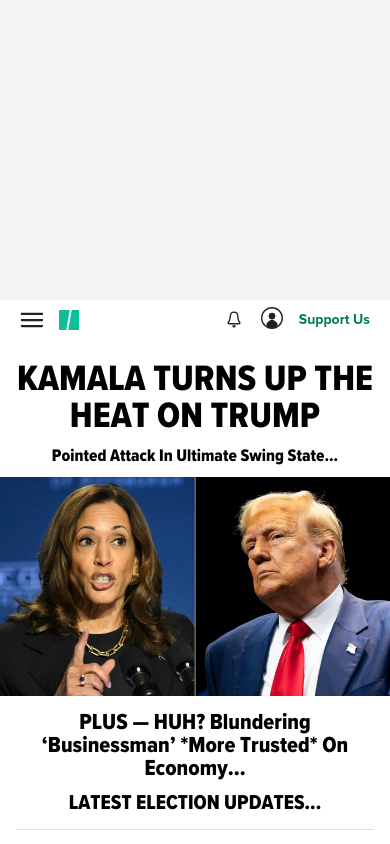 Support Us
KAMALA TURNS UP THE
HEAT ON TRUMP
Pointed Attack In Ultimate Swing State...
PLUS — HUH? Blundering
‘Businessman’ *More Trusted* On
Economy...
LATEST ELECTION UPDATES...